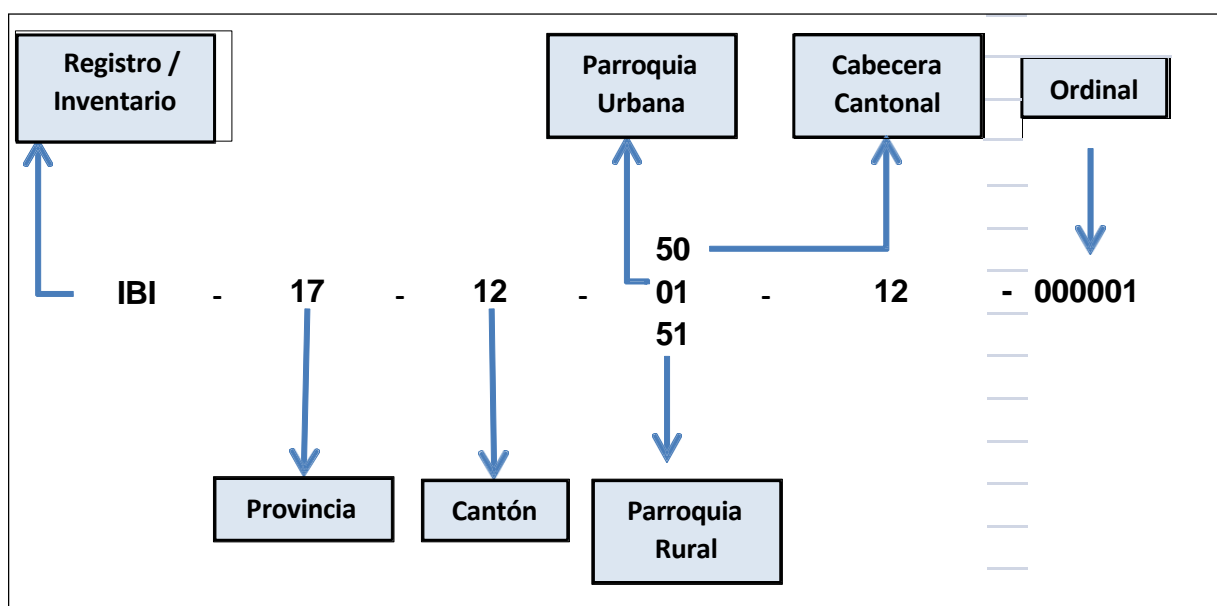 Registro /
Inventario
Parroquia
Urbana
Cabecera
Cantonal
Ordinal
50
IBI - 17 - 12 - 01 - 12 - 000001
51
Provincia
Cantón
Parroquia
Rural